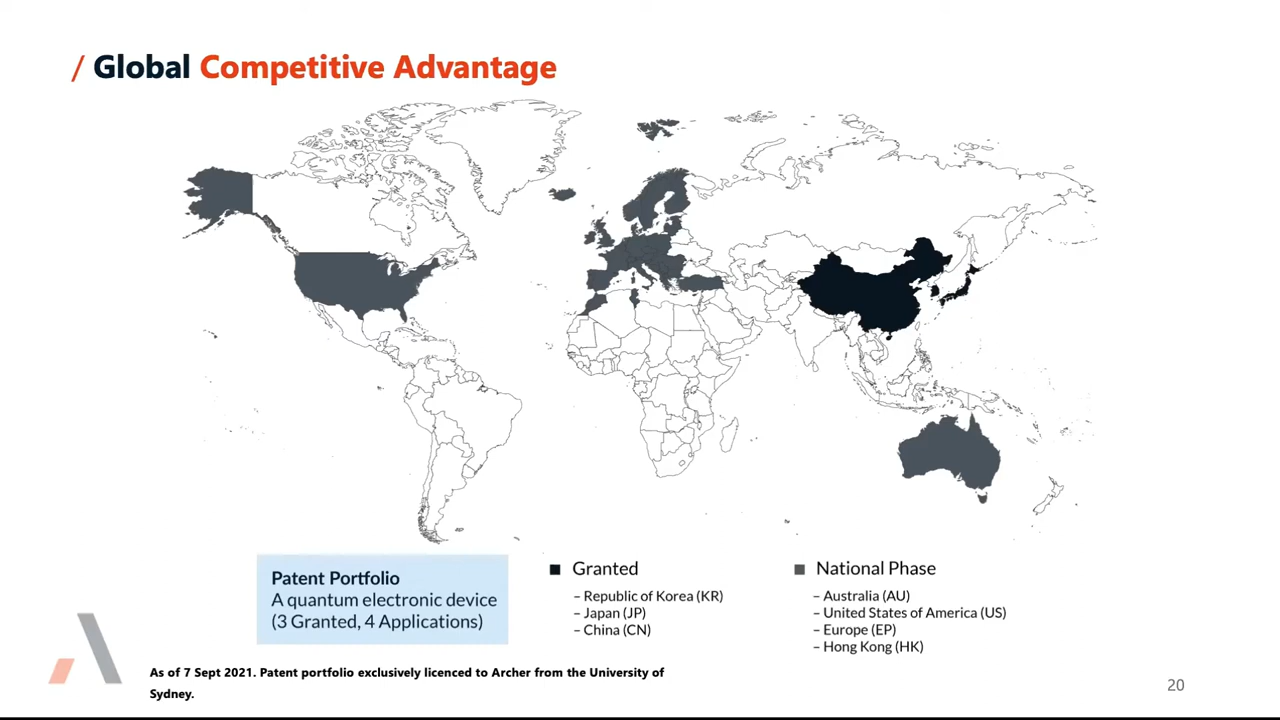 / Global Competitive Advantage
Patent Portfolio
A quantum electronic device
(3 Granted, 4 Applications)
Granted
– Republic of Korea (KR)
– Japan (JP)
– China (CN)
National Phase
– Australia (AU)
– United States of America (US)
– Europe (EP)
– Hong Kong (HK)
As of 7 Sept 2021. Patent portfolio exclusively licenced to Archer from the University of
Sydney.
20